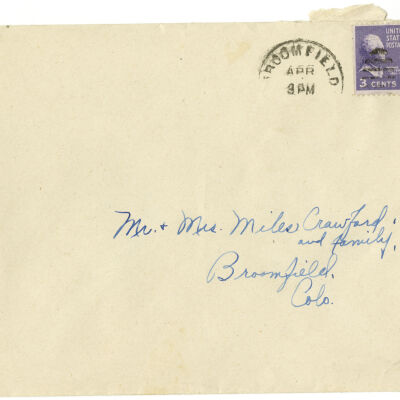 BROOMFIELD
APR
3PM
UNITED
STATES
POSTAGE
3 CENTS
Mr. + Mrs. Miles Crawford,
and family,
Broomfield,
Colo.